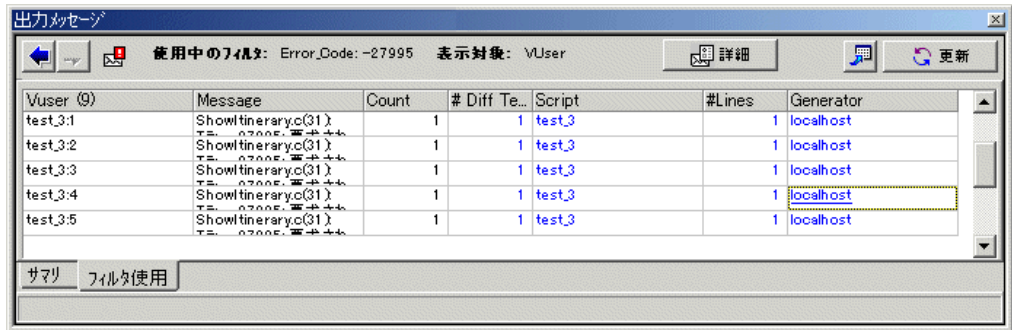 出力メッセージ
使用中のフィルタ: Error_Code: -27995 表示対象: VUser 詳細 更新
Vuser (9) Message Count # Diff Te... Script #Lines Generator
test_3:1 ShowItinerary.c(31): 1 1 test_3 1 localhost
test_3:2 ShowItinerary.c(31): 1 1 test_3 1 localhost
test_3:3 ShowItinerary.c(31): 1 1 test_3 1 localhost
test_3:4 ShowItinerary.c(31): 1 1 test_3 1 localhost
test_3:5 ShowItinerary.c(31): 1 1 test_3 1 localhost
サマリ フィルタ使用